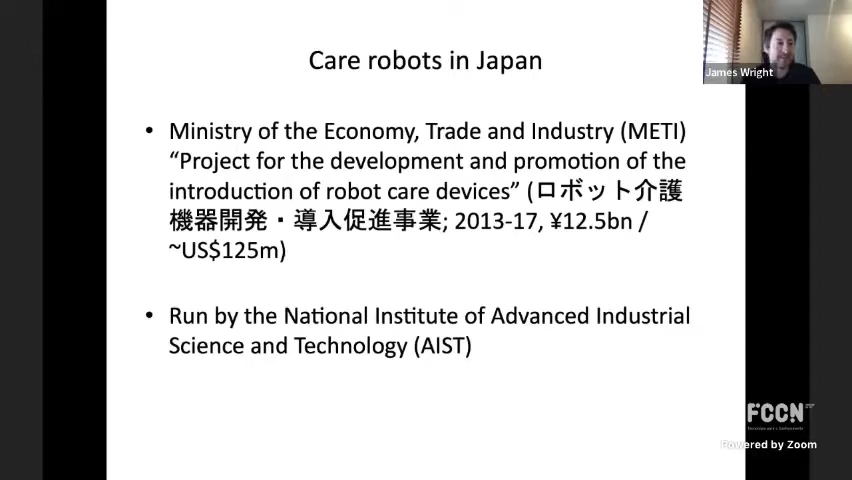 Care robots in Japan
James Wright
• Ministry of the Economy, Trade and Industry (METI)
“Project for the development and promotion of the
introduction of robot care devices” (ロボット介護
機器開発・導入促進事業; 2013-17, ¥12.5bn /
~US$125m)
• Run by the National Institute of Advanced Industrial
Science and Technology (AIST)
FCCN
Powered by Zoom